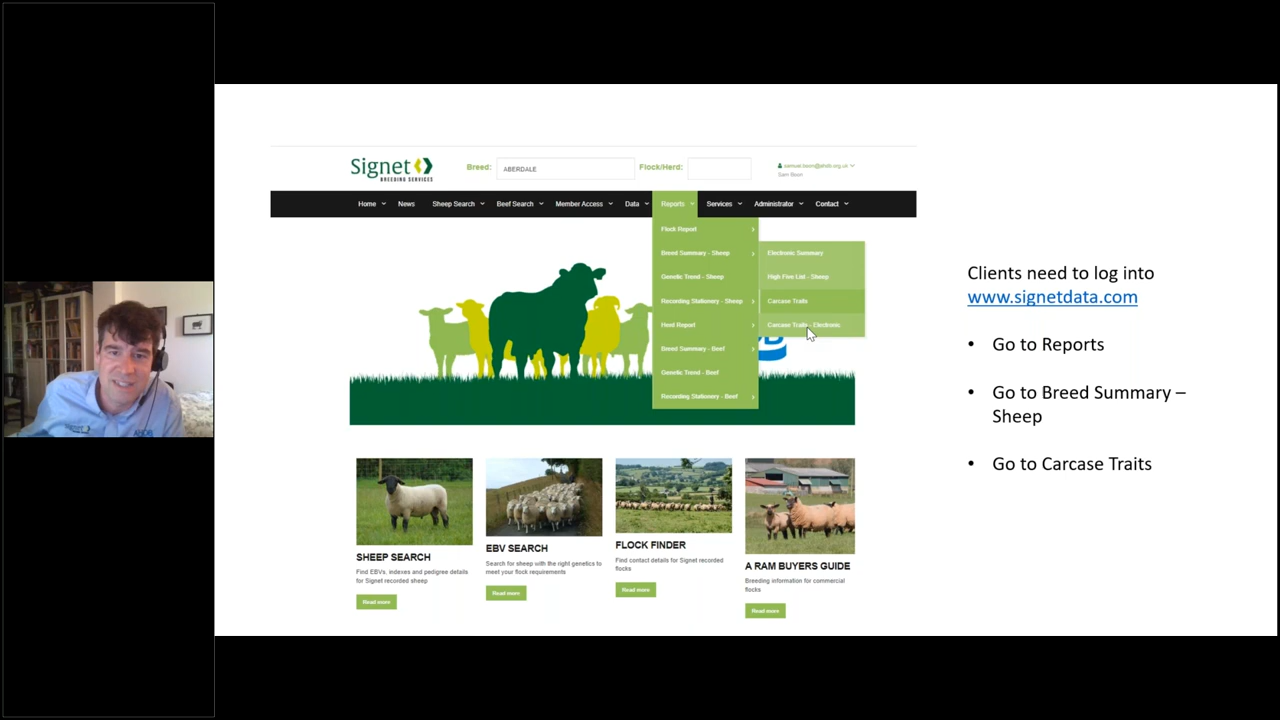 Signet
BREEDING SERVICES
Breed:
ABERDALE
Flock/Herd:
samuel.boon@ahdb.org.uk
Sam Boon
Home
News
Sheep Search
Beef Search
Member Access
Data
Reports
Services
Administrator
Contact
Flock Report
Breed Summary - Sheep
Genetic Trend - Sheep
Recording Stationery - Sheep
Herd Report
Breed Summary - Beef
Genetic Trend - Beef
Recording Stationery - Beef
Electronic Summary
High Five List - Sheep
Carcase Traits
Carcase Traits - Electronic
SHEEP SEARCH
Find EBVs, indexes and pedigree details
for Signet recorded sheep
Read more
EBV SEARCH
Search for sheep with the right genetics to
meet your flock requirements
Read more
FLOCK FINDER
Find contact details for Signet recorded
flocks
Read more
A RAM BUYERS GUIDE
Breeding information for commercial
flocks
Read more
Clients need to log into
www.signetdata.com
• Go to Reports
• Go to Breed Summary –
Sheep
• Go to Carcase Traits